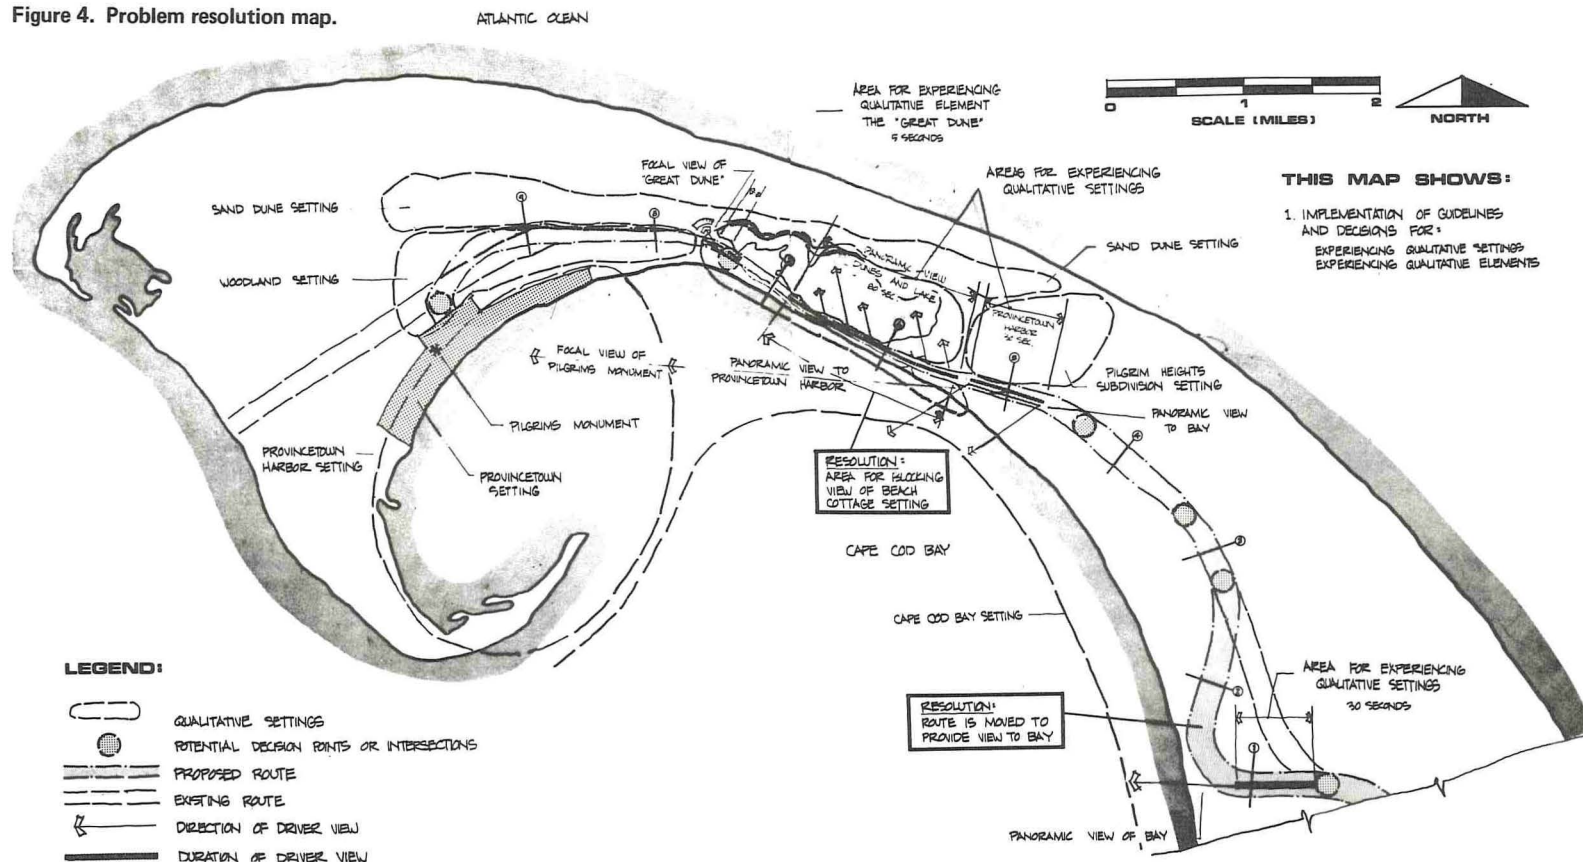 Figure 4. Problem resolution map.
ATLANTIC OCEAN
AREA FOR EXPERIENCING
QUALITATIVE ELEMENT
THE "GREAT DUNE"
5 SECONDS
0
1
2
SCALE (MILES)
NORTH
FOCAL VIEW OF
"GREAT DUNE"
AREAS FOR EXPERIENCING
QUALITATIVE SETTINGS
THIS MAP SHOWS:
1. IMPLEMENTATION OF GUIDELINES
AND DECISIONS FOR:
EXPERIENCING QUALITATIVE SETTINGS
EXPERIENCING QUALITATIVE ELEMENTS
SAND DUNE SETTING
SAND DUNE SETTING
WOODLAND SETTING
PANORAMIC VIEW
DUNES AND LAKE
SEC.
PROVINCETOWN
HARBOR
SEC.
FOCAL VIEW OF
PILGRIMS MONUMENT
PANORAMIC VIEW TO
PROVINCETOWN HARBOR
PILGRIM HEIGHTS
SUBDIVISION SETTING
PANORAMIC VIEW
TO BAY
PILGRIMS MONUMENT
PROVINCETOWN
HARBOR SETTING
PROVINCETOWN
SETTING
RESOLUTION:
AREA FOR BLOCKING
VIEW OF BEACH
COTTAGE SETTING
4
3
2
1
CAPE COD BAY
CAPE COD BAY SETTING
AREA FOR EXPERIENCING
QUALITATIVE SETTINGS
30 SECONDS
RESOLUTION:
ROUTE IS MOVED TO
PROVIDE VIEW TO BAY
PANORAMIC VIEW OF BAY
LEGEND:
QUALITATIVE SETTINGS
POTENTIAL DECISION POINTS OR INTERSECTIONS
PROPOSED ROUTE
EXISTING ROUTE
DIRECTION OF DRIVER VIEW
DURATION OF DRIVER VIEW